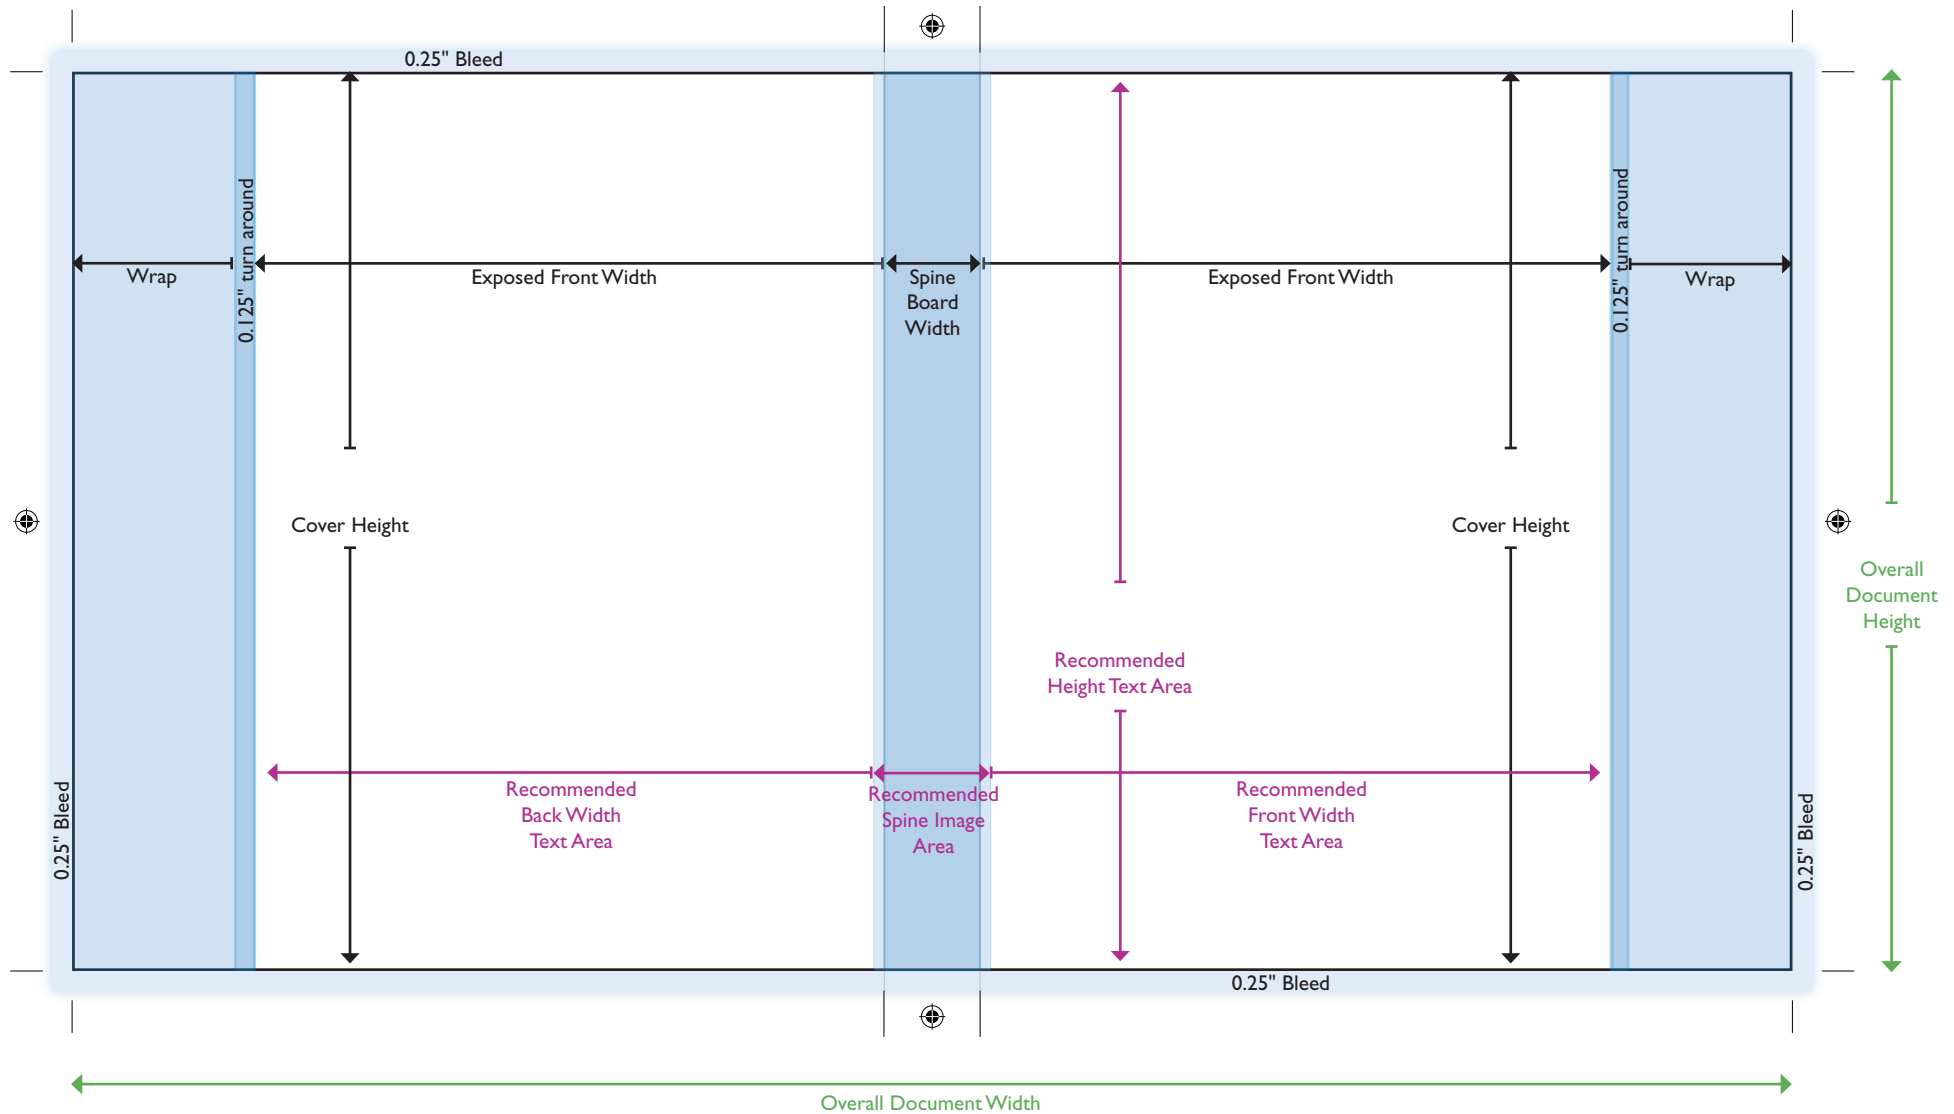 0.25" Bleed
0.125" turn around
0.125" turn around
Wrap
Exposed Front Width
Spine
Board
Width
Exposed Front Width
Wrap
Cover Height
Cover Height
Overall
Document
Height
Recommended
Height Text Area
Recommended
Back Width
Text Area
Recommended
Spine Image
Area
Recommended
Front Width
Text Area
0.25" Bleed
0.25" Bleed
0.25" Bleed
Overall Document Width